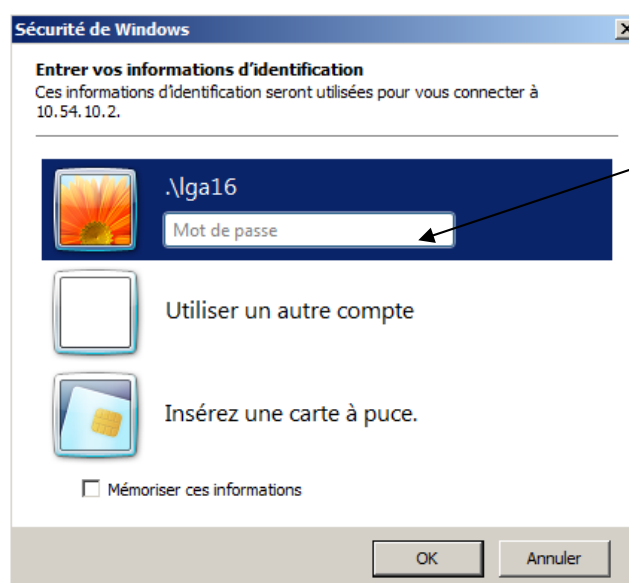 Sécurité de Windows
Entrer vos informations d'identification
Ces informations d'identification seront utilisées pour vous connecter à
10.54.10.2.
.\lga16
Mot de passe
Utiliser un autre compte
Insérez une carte à puce.
Mémoriser ces informations
OK Annuler